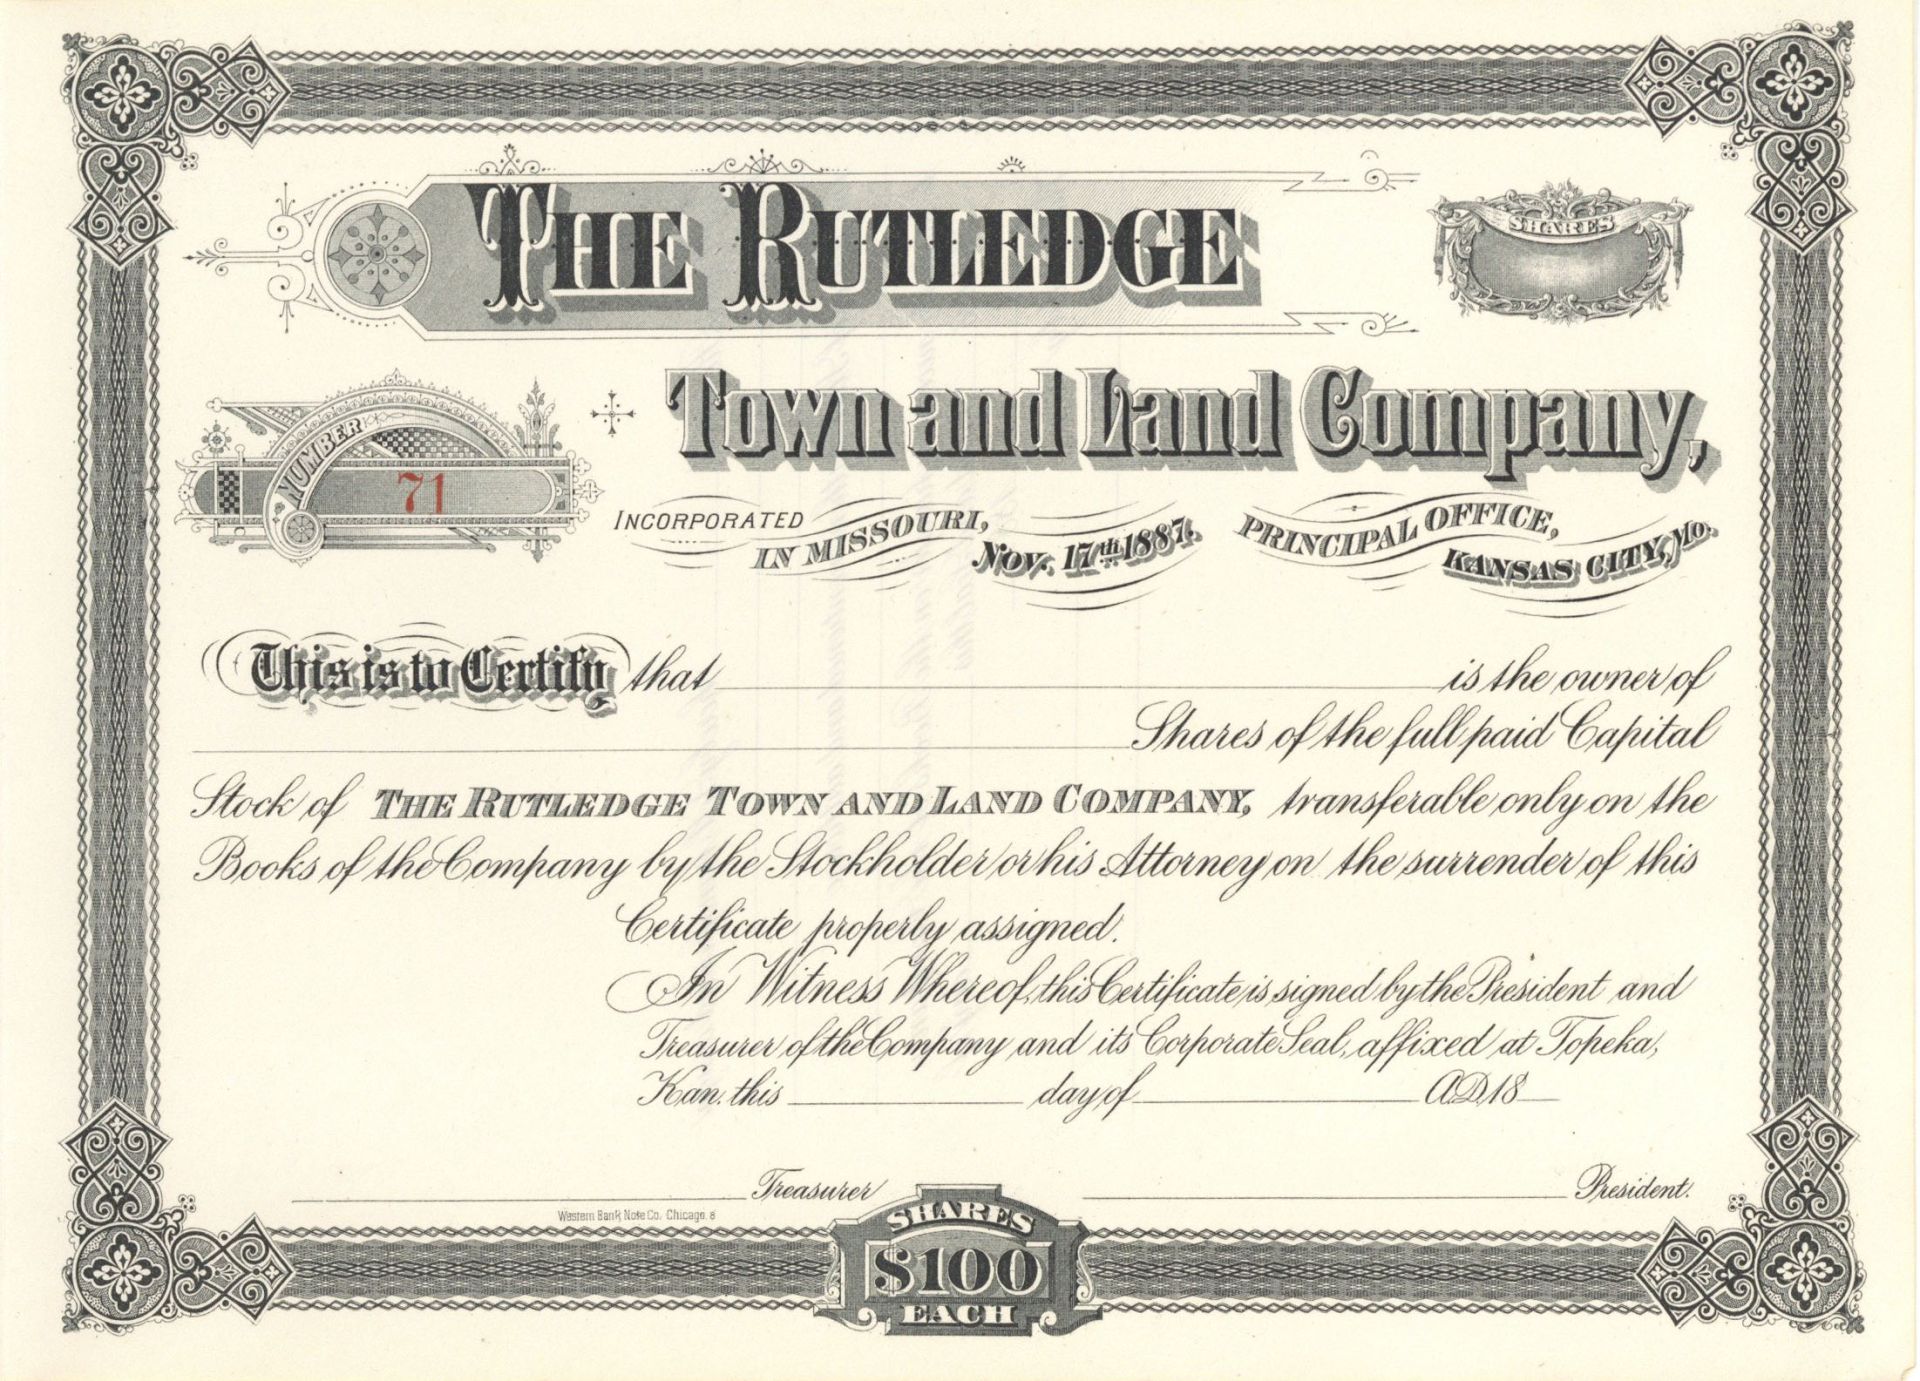 THE RUTLEDGE
SHARES
TOWN AND LAND COMPANY,
NUMBER
71
INCORPORATED IN MISSOURI, NOV. 17th 1887. PRINCIPAL OFFICE, KANSAS CITY, MO.
This is to Certify that is the owner of
Shares of the full paid Capital
Stock of THE RUTLEDGE TOWN AND LAND COMPANY, transferable only on the
Books of the Company by the Stockholder or his Attorney on the surrender of this
Certificate properly assigned.
In Witness Whereof, this Certificate is signed by the President and
Treasurer of the Company and its Corporate Seal, affixed at Topeka,
Kan. this day of A.D. 18
Treasurer President.
Western Bank Note Co. Chicago. 8
SHARES
$100
EACH